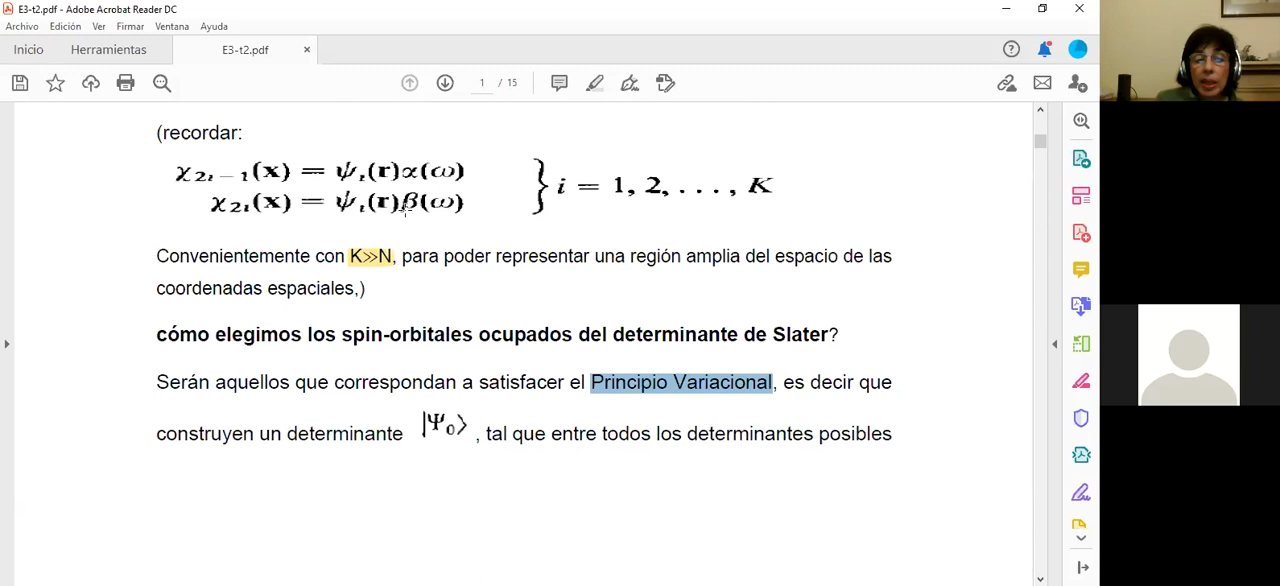 E3-t2.pdf - Adobe Acrobat Reader DC
Archivo Edición Ver Firmar Ventana Ayuda
Inicio Herramientas E3-t2.pdf ×
1 / 15
(recordar:
χ₂ᵢ₋₁(x) = ψᵢ(r)α(ω)
χ₂ᵢ(x) = ψᵢ(r)β(ω)
} i = 1, 2, . . . , K
Convenientemente con K≫N, para poder representar una región amplia del espacio de las
coordenadas espaciales,)
cómo elegimos los spin-orbitales ocupados del determinante de Slater?
Serán aquellos que correspondan a satisfacer el Principio Variacional, es decir que
construyen un determinante |Ψ₀⟩ , tal que entre todos los determinantes posibles